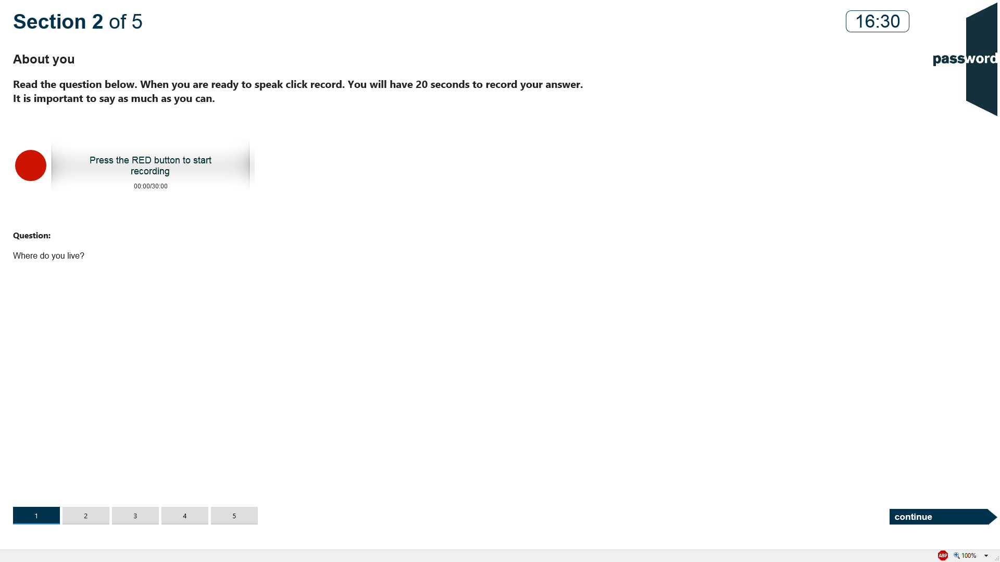 Section 2 of 5
16:30
password
About you
Read the question below. When you are ready to speak click record. You will have 20 seconds to record your answer.
It is important to say as much as you can.
Press the RED button to start
recording
00:00/30:00
Question:
Where do you live?
1 2 3 4 5
continue
ABP 100%